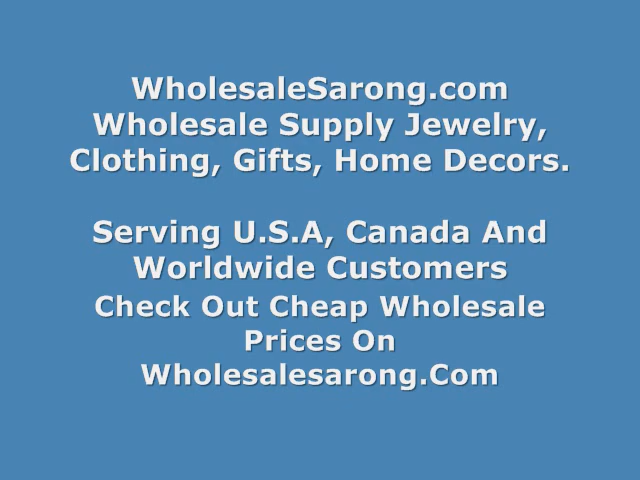 WholesaleSarong.com
Wholesale Supply Jewelry,
Clothing, Gifts, Home Decors.
Serving U.S.A, Canada And
Worldwide Customers
Check Out Cheap Wholesale
Prices On
Wholesalesarong.Com